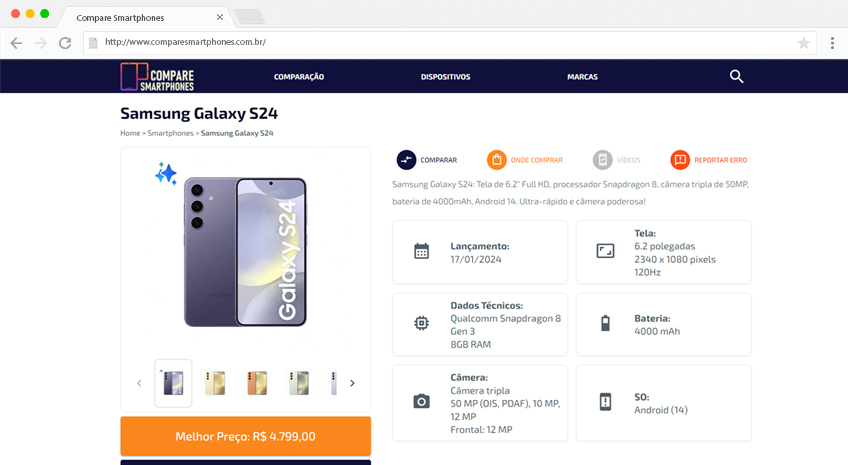 Compare Smartphones
http://www.comparesmartphones.com.br/
COMPARE
SMARTPHONES
COMPARAÇÃO
DISPOSITIVOS
MARCAS
Samsung Galaxy S24
Home > Smartphones > Samsung Galaxy S24
Galaxy S24
Melhor Preço: R$ 4.799,00
COMPARAR
ONDE COMPRAR
VÍDEOS
REPORTAR ERRO
Samsung Galaxy S24: Tela de 6.2" Full HD, processador Snapdragon 8, câmera tripla de 50MP,
bateria de 4000mAh, Android 14. Ultra-rápido e câmera poderosa!
Lançamento:
17/01/2024
Tela:
6.2 polegadas
2340 x 1080 pixels
120Hz
Dados Técnicos:
Qualcomm Snapdragon 8
Gen 3
8GB RAM
Bateria:
4000 mAh
Câmera:
Câmera tripla
50 MP (OIS, PDAF), 10 MP,
12 MP
Frontal: 12 MP
SO:
Android (14)